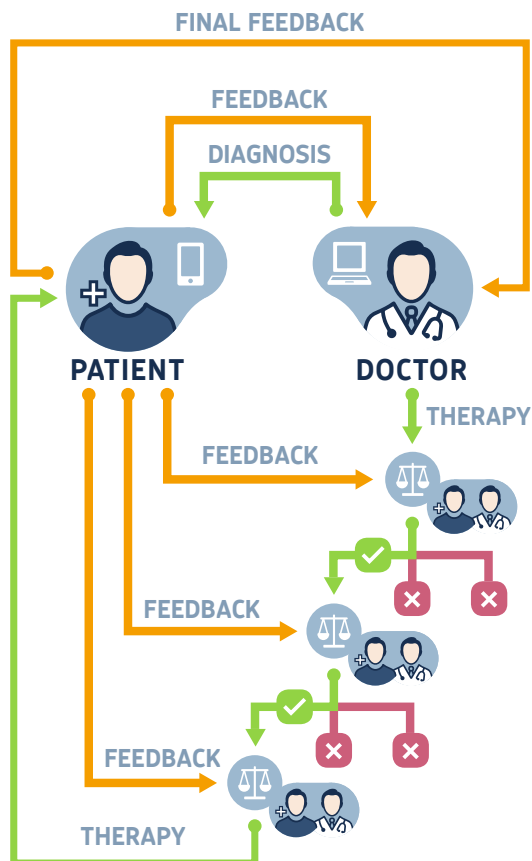 FINAL FEEDBACK
FEEDBACK
DIAGNOSIS
PATIENT
DOCTOR
THERAPY
FEEDBACK
FEEDBACK
FEEDBACK
THERAPY